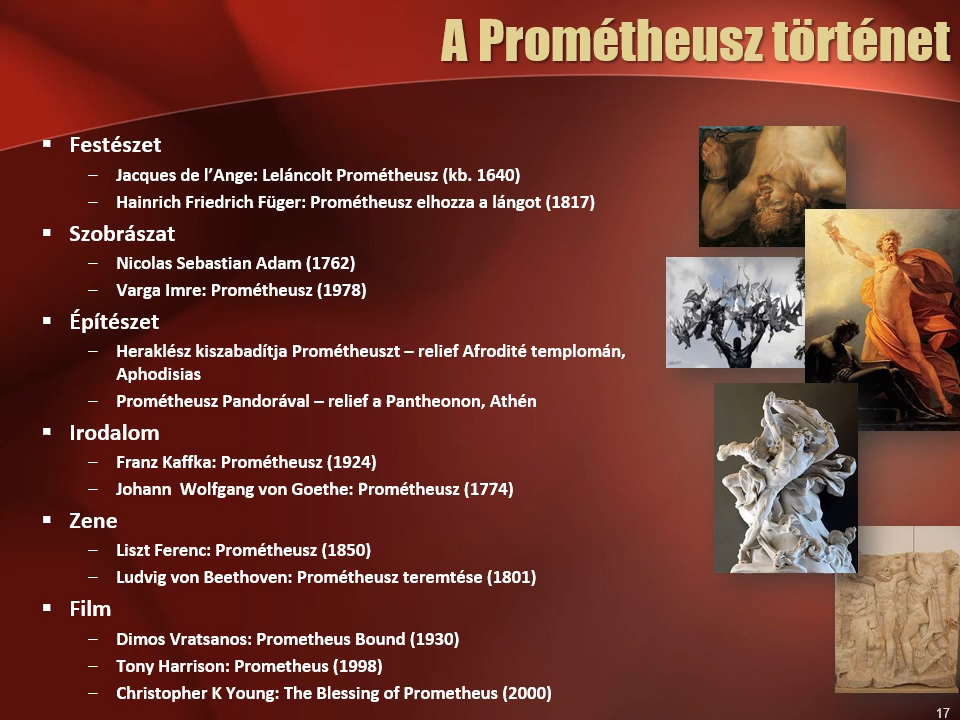 A Prométheusz történet
▪ Festészet
– Jacques de l’Ange: Leláncolt Prométheusz (kb. 1640)
– Hainrich Friedrich Füger: Prométheusz elhozza a lángot (1817)
▪ Szobrászat
– Nicolas Sebastian Adam (1762)
– Varga Imre: Prométheusz (1978)
▪ Építészet
– Heraklész kiszabadítja Prométheuszt – relief Afrodité templomán,
Aphodisias
– Prométheusz Pandorával – relief a Pantheonon, Athén
▪ Irodalom
– Franz Kaffka: Prométheusz (1924)
– Johann  Wolfgang von Goethe: Prométheusz (1774)
▪ Zene
– Liszt Ferenc: Prométheusz (1850)
– Ludvig von Beethoven: Prométheusz teremtése (1801)
▪ Film
– Dimos Vratsanos: Prometheus Bound (1930)
– Tony Harrison: Prometheus (1998)
– Christopher K Young: The Blessing of Prometheus (2000)
17